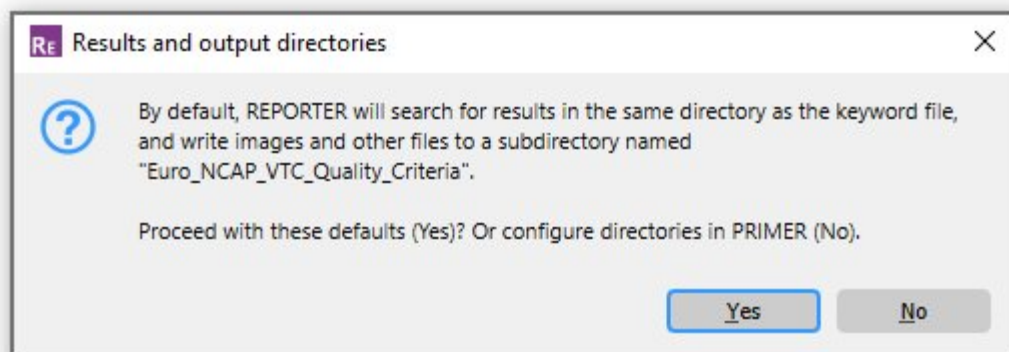 RE Results and output directories
By default, REPORTER will search for results in the same directory as the keyword file,
and write images and other files to a subdirectory named
"Euro_NCAP_VTC_Quality_Criteria".
Proceed with these defaults (Yes)? Or configure directories in PRIMER (No).
Yes No